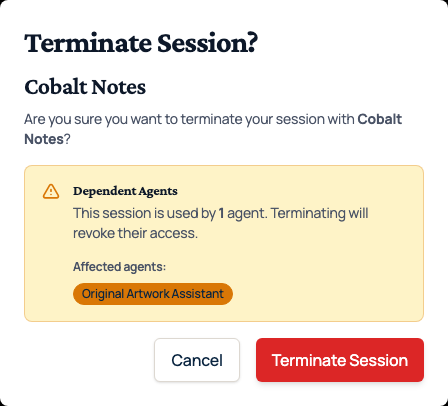 Terminate Session?
Cobalt Notes
Are you sure you want to terminate your session with Cobalt
Notes?
Dependent Agents
This session is used by 1 agent. Terminating will
revoke their access.
Affected agents:
Original Artwork Assistant
Cancel
Terminate Session